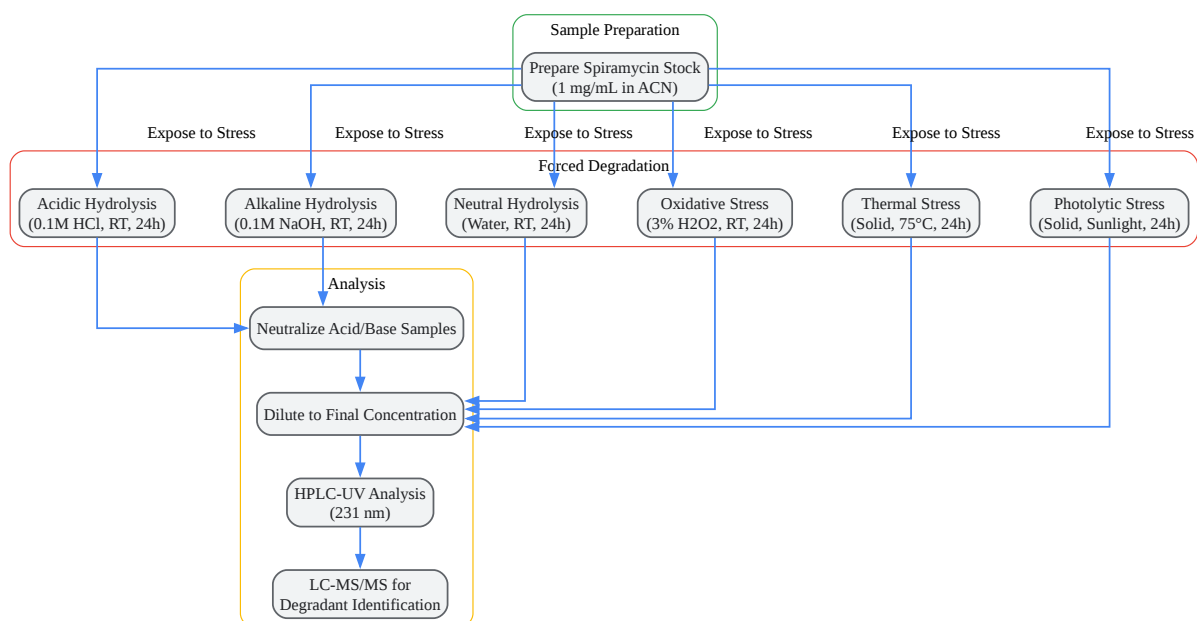 Sample Preparation
Prepare Spiramycin Stock
(1 mg/mL in ACN)
Expose to Stress
Expose to Stress
Expose to Stress
Expose to Stress
Expose to Stress
Expose to Stress
Forced Degradation
Acidic Hydrolysis
(0.1M HCl, RT, 24h)
Alkaline Hydrolysis
(0.1M NaOH, RT, 24h)
Neutral Hydrolysis
(Water, RT, 24h)
Oxidative Stress
(3% H2O2, RT, 24h)
Thermal Stress
(Solid, 75°C, 24h)
Photolytic Stress
(Solid, Sunlight, 24h)
Analysis
Neutralize Acid/Base Samples
Dilute to Final Concentration
HPLC-UV Analysis
(231 nm)
LC-MS/MS for
Degradant Identification